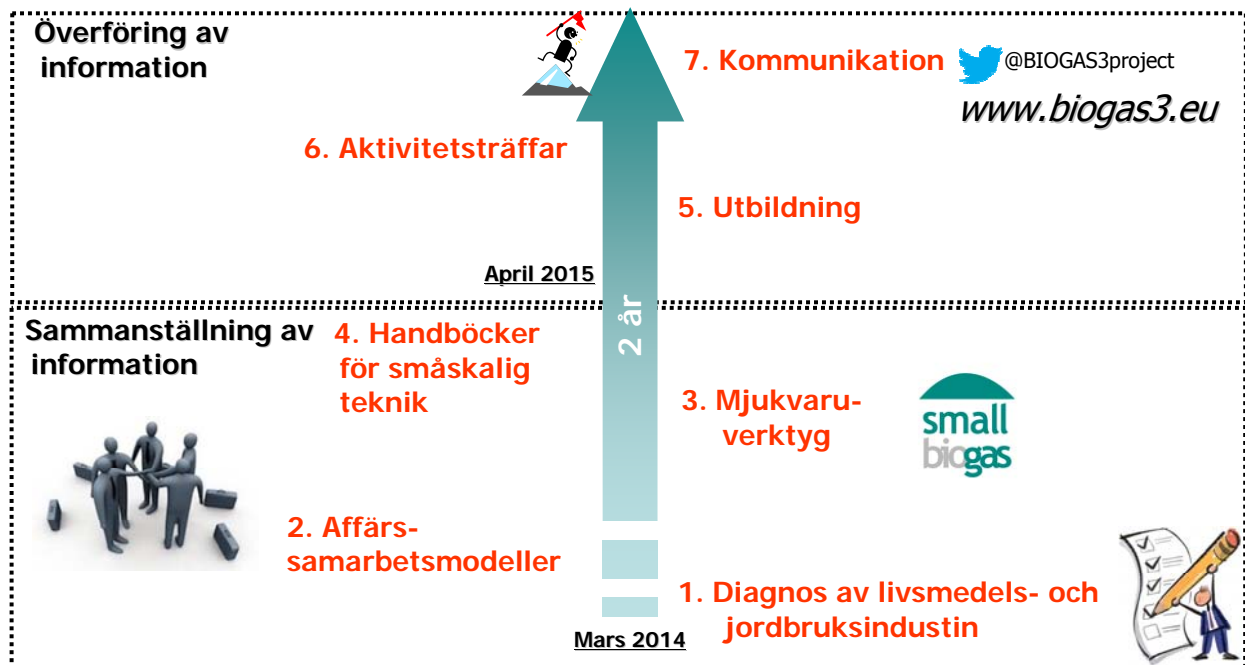 Överföring av
information
7. Kommunikation
@BIOGAS3project
www.biogas3.eu
6. Aktivitetsträffar
5. Utbildning
April 2015
2 år
Sammanställning av
information
4. Handböcker
för småskalig
teknik
3. Mjukvaru-
verktyg
small
biogas
2. Affärs-
samarbetsmodeller
1. Diagnos av livsmedels- och
jordbruksindustin
Mars 2014